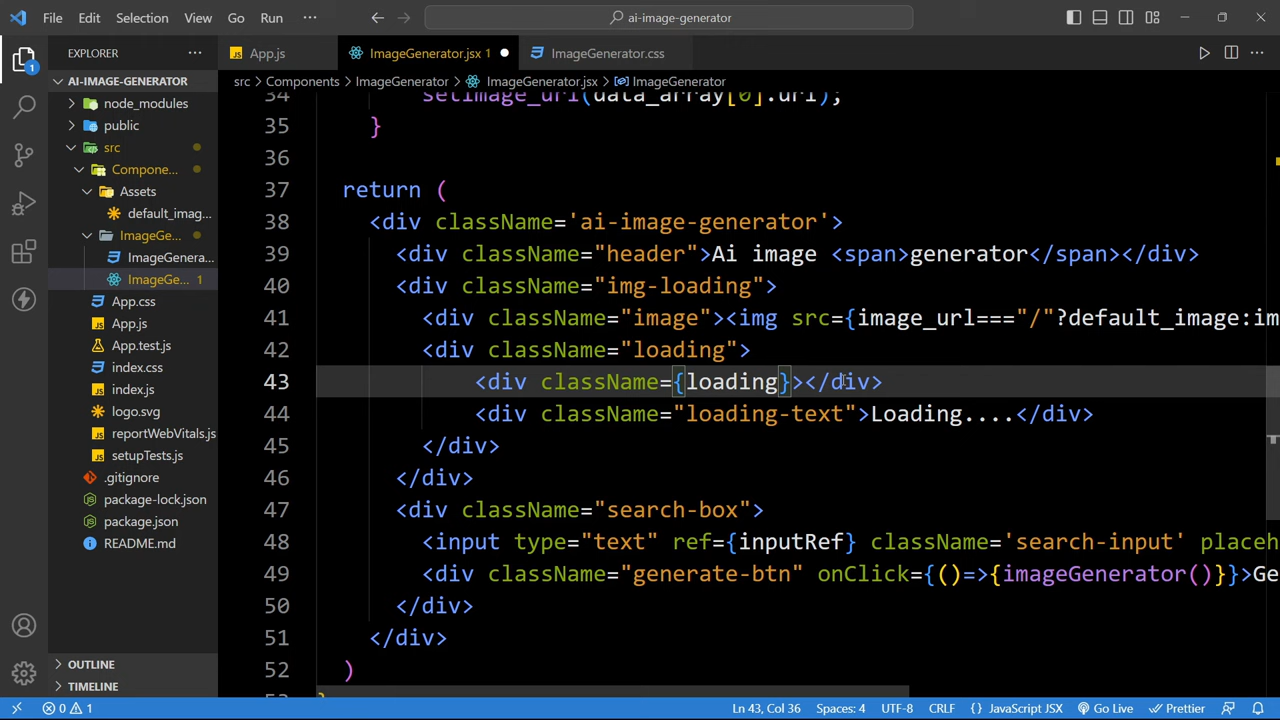 File Edit Selection View Go Run ··· ai-image-generator
EXPLORER ···
App.js ImageGenerator.jsx 1 ImageGenerator.css
AI-IMAGE-GENERATOR
src > Components > ImageGenerator > ImageGenerator.jsx > ImageGenerator
node_modules
public
src
Compone...
Assets
default_imag...
ImageGe...
ImageGenera...
ImageGe... 1
App.css
App.js
App.test.js
index.css
index.js
logo.svg
reportWebVitals.js
setupTests.js
.gitignore
package-lock.json
package.json
README.md
OUTLINE
TIMELINE
34 setImage_url(data_array[0].url);
35 }
36
37 return (
38 <div className='ai-image-generator'>
39 <div className="header">Ai image <span>generator</span></div>
40 <div className="img-loading">
41 <div className="image"><img src={image_url==="/"?default_image:im
42 <div className="loading">
43 <div className={loading}></div>
44 <div className="loading-text">Loading....</div>
45 </div>
46 </div>
47 <div className="search-box">
48 <input type="text" ref={inputRef} className='search-input' placeh
49 <div className="generate-btn" onClick={()=>{imageGenerator()}}>Ge
50 </div>
51 </div>
52 )
53 }
0 1 Ln 43, Col 36 Spaces: 4 UTF-8 CRLF {} JavaScript JSX Go Live Prettier